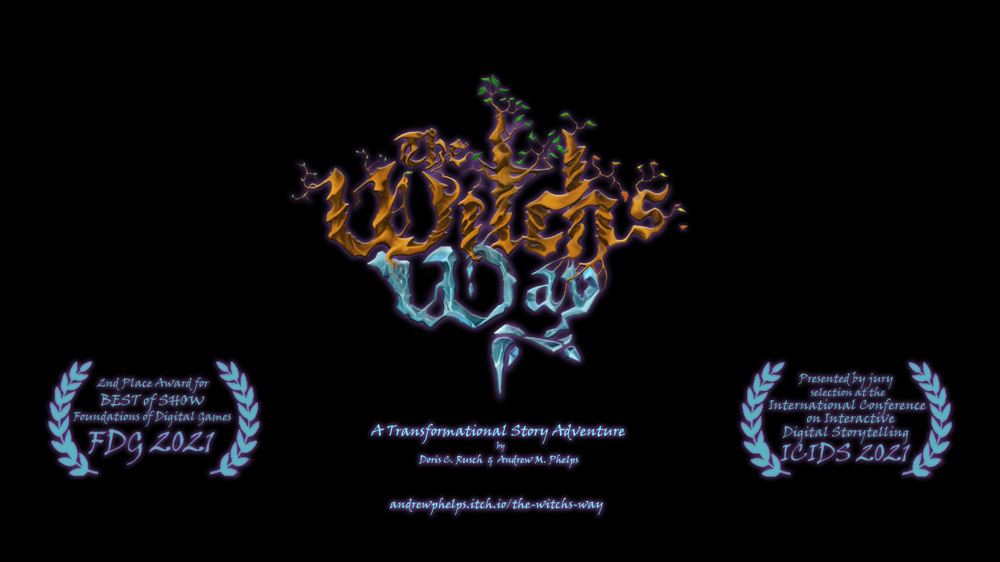 The
Witch's
Way
2nd Place Award for
BEST of SHOW
Foundations of Digital Games
FDG 2021
A Transformational Story Adventure
by
Doris C. Rusch & Andrew M. Phelps
andrewphelps.itch.io/the-witchs-way
Presented by jury
selection at the
International Conference
on Interactive
Digital Storytelling
ICIDS 2021